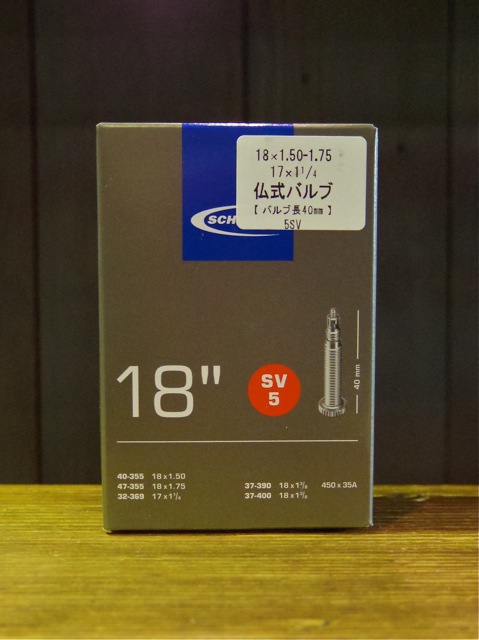 18×1.50-1.75
17×1 1/4
仏式バルブ
【バルブ長40mm】
5SV
SCH
18"
SV
5
40 mm
40-355 18 x 1.50
47-355 18 x 1.75
32-369 17 x 1 1/4
37-390 18 x 1 3/8 450 x 35A
37-400 18 x 1 3/8